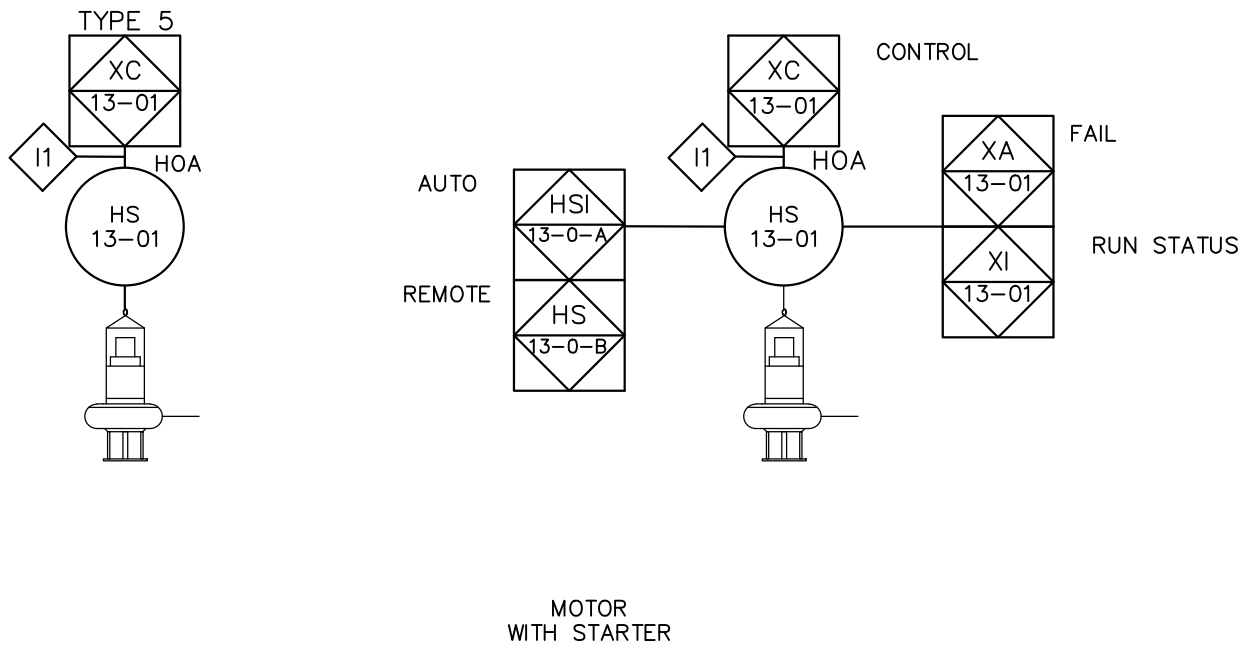 TYPE 5
XC
13-01
I1
HOA
HS
13-01
CONTROL
XC
13-01
I1
HOA
AUTO
HSI
13-0-A
HS
13-01
REMOTE
HS
13-0-B
XA
13-01
FAIL
XI
13-01
RUN STATUS
MOTOR
WITH STARTER